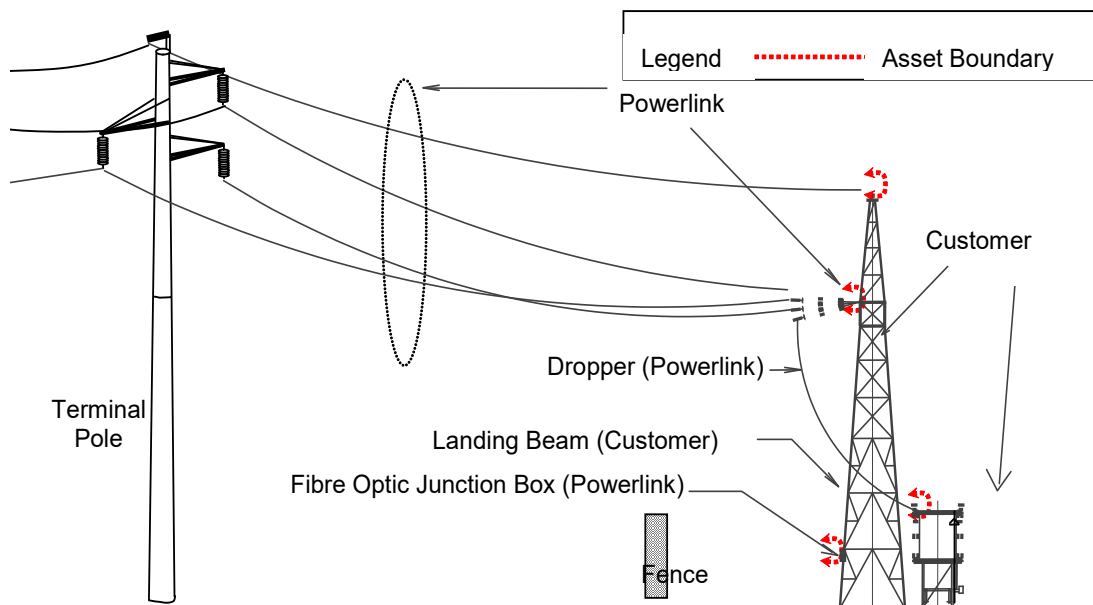 Legend
Asset Boundary
Powerlink
Customer
Dropper (Powerlink)
Terminal
Pole
Landing Beam (Customer)
Fibre Optic Junction Box (Powerlink)
Fence